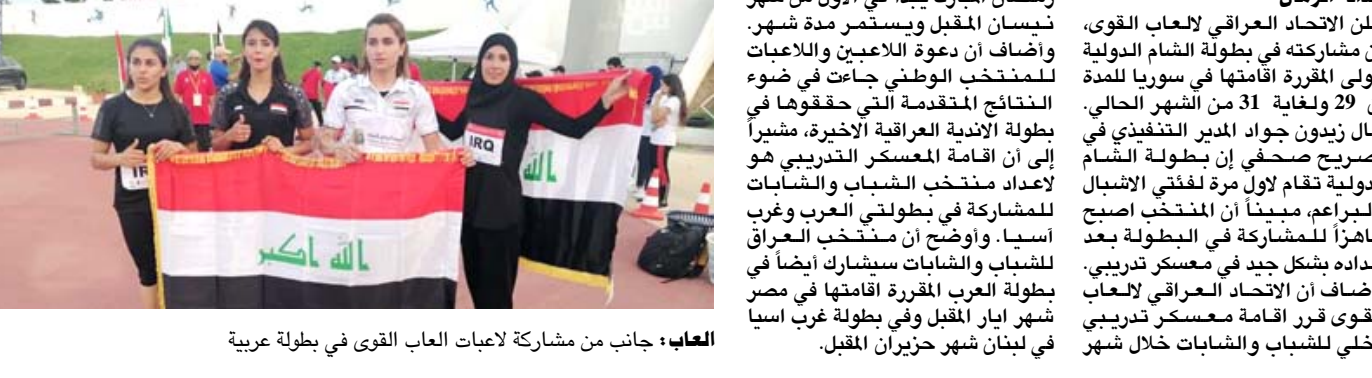 لن الاتحاد العراقي لالعاب القوى،
ن مشاركته في بطولة الشام الدولية
ولى المقررة اقامتها في سوريا للمدة
29 ولغاية 31 من الشهر الحالي.
ال زيدون جواد المدير التنفيذي في
صريح صحفي إن بطولة الشام
دولية تقام لاول مرة لفئتي الاشبال
لبراعم، مبيناً أن المنتخب اصبح
اهزاً للمشاركة في البطولة بعد
داده بشكل جيد في معسكر تدريبي.
ضاف أن الاتحاد العراقي لالعاب
قوى قرر اقامة معسكر تدريبي
خلي للشباب والشابات خلال شهر
رمضان المبارك يبدأ في الاول من شهر
نيسان المقبل ويستمر مدة شهر.
وأضاف أن دعوة اللاعبين واللاعبات
للمنتخب الوطني جاءت في ضوء
النتائج المتقدمة التي حققوها في
بطولة الاندية العراقية الاخيرة، مشيراً
إلى أن اقامة المعسكر التدريبي هو
لاعداد منتخب الشباب والشابات
للمشاركة في بطولتي العرب وغرب
آسيا. وأوضح أن منتخب العراق
للشباب والشابات سيشارك أيضاً في
بطولة العرب المقررة اقامتها في مصر
شهر ايار المقبل وفي بطولة غرب اسيا
في لبنان شهر حزيران المقبل.
IRQ
الله
الله اكبر
العاب: جانب من مشاركة لاعبات العاب القوى في بطولة عربية